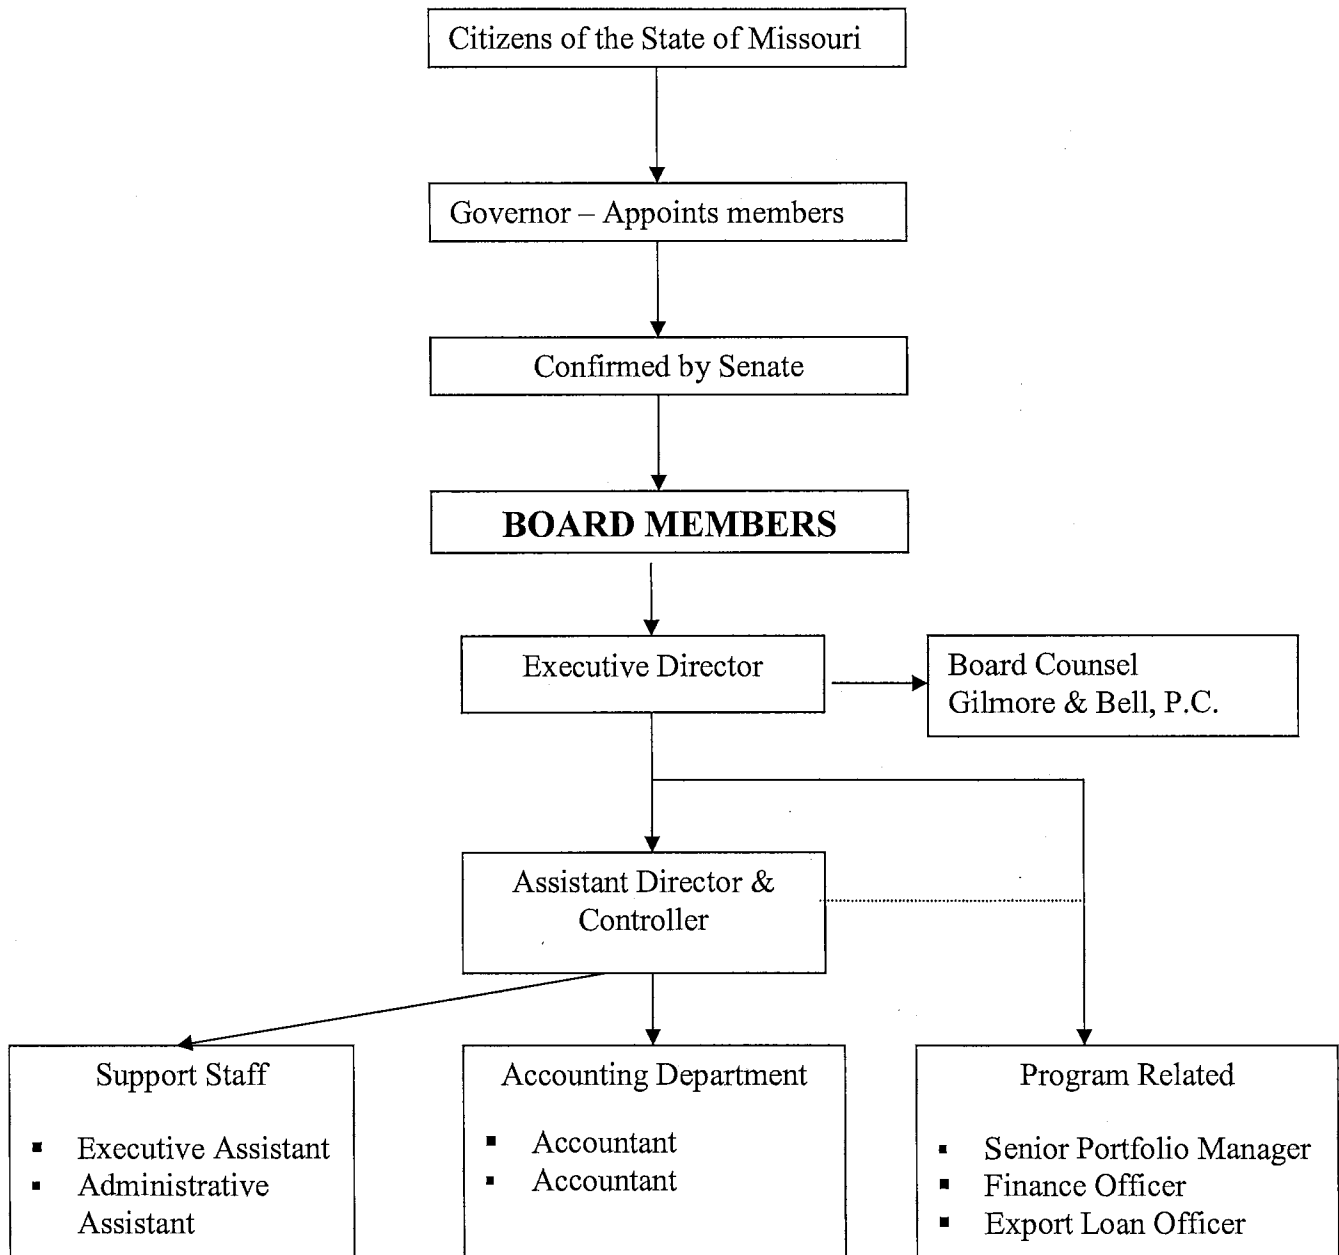 Citizens of the State of Missouri
Governor – Appoints members
Confirmed by Senate
BOARD MEMBERS
Executive Director
Board Counsel
Gilmore & Bell, P.C.
Assistant Director &
Controller
Support Staff
▪ Executive Assistant
▪ Administrative
Assistant
Accounting Department
▪ Accountant
▪ Accountant
Program Related
▪ Senior Portfolio Manager
▪ Finance Officer
▪ Export Loan Officer